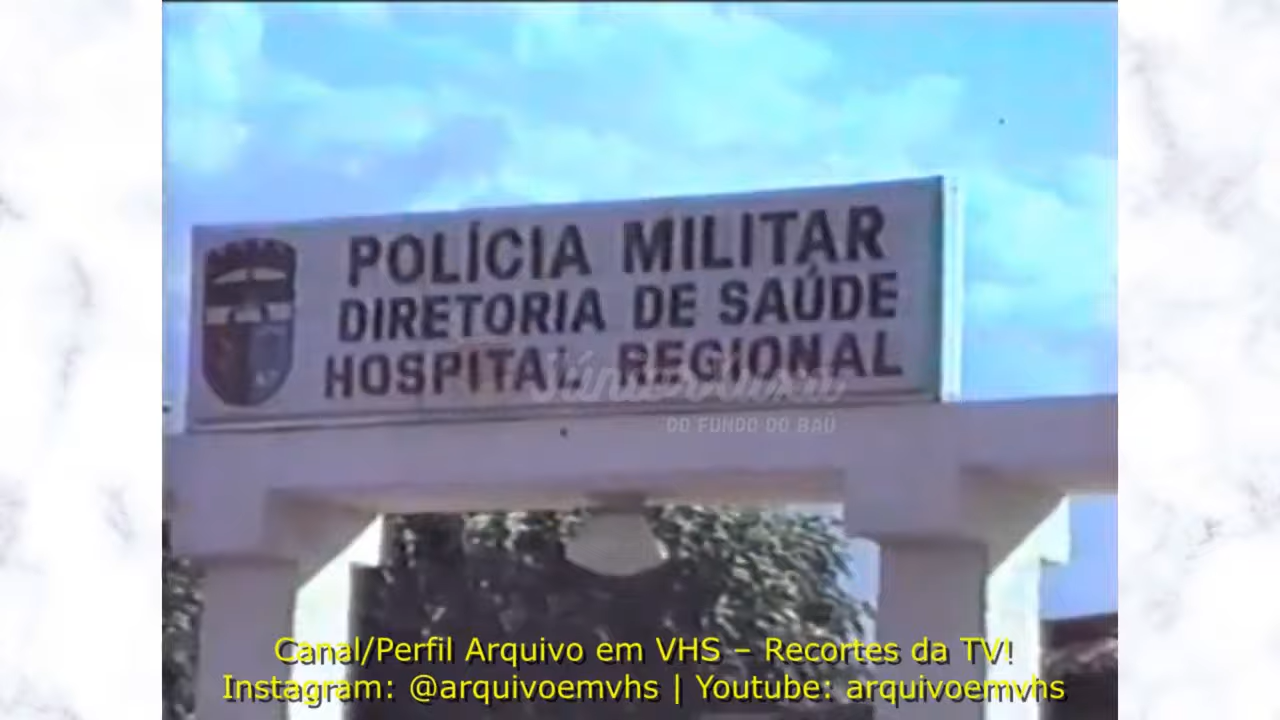 POLÍCIA MILITAR
DIRETORIA DE SAÚDE
HOSPITAL REGIONAL
DO FUNDO DO BAÚ
Canal/Perfil Arquivo em VHS – Recortes da TV!
Instagram: @arquivoemvhs | Youtube: arquivoemvhs